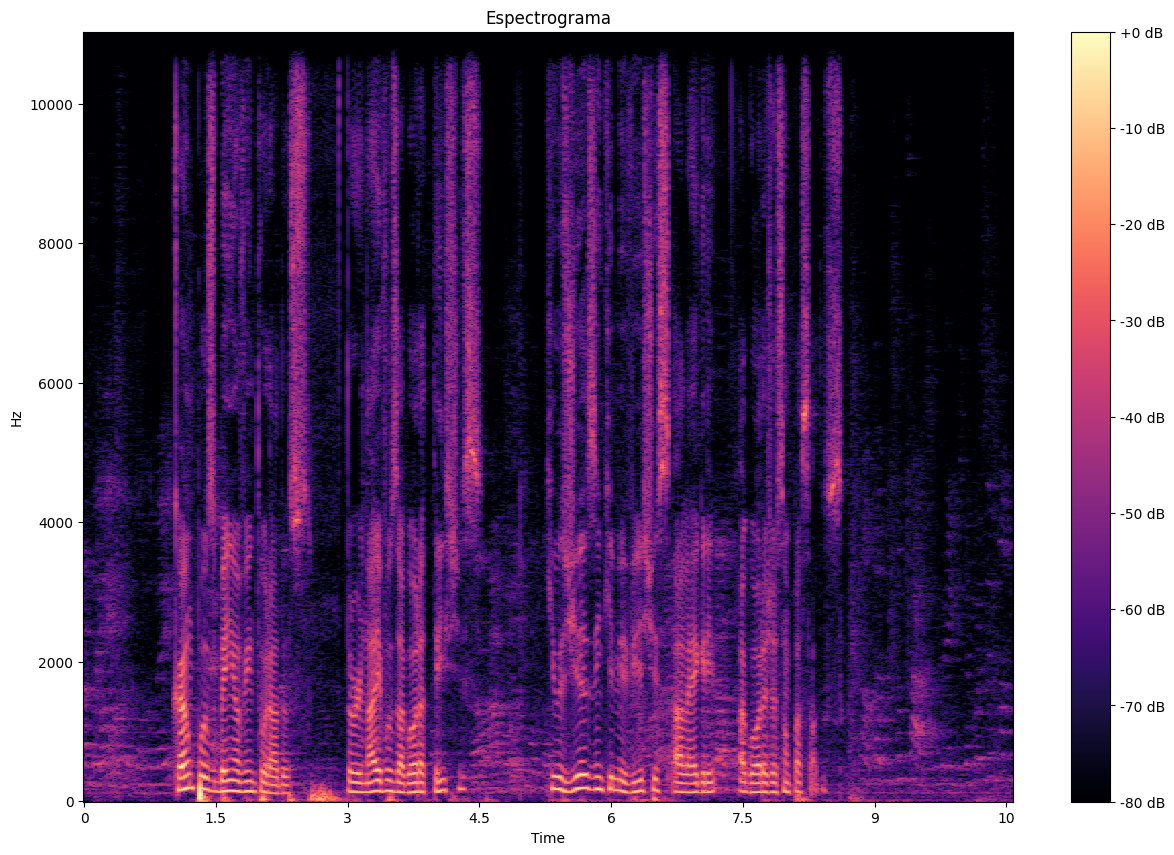 Espectrograma
Hz
10000
8000
6000
4000
2000
0
0
1.5
3
4.5
6
7.5
9
10
Time
+0 dB
-10 dB
-20 dB
-30 dB
-40 dB
-50 dB
-60 dB
-70 dB
-80 dB